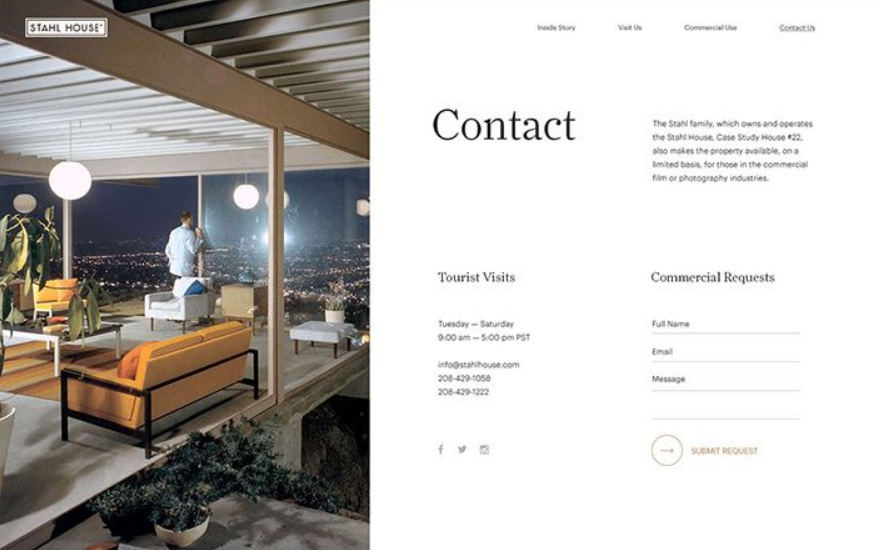 STAHL HOUSE
Inside Story
Visit Us
Commercial Use
Contact Us
Contact
The Stahl family, which owns and operates
the Stahl House, Case Study House #22,
also makes the property available, on a
limited basis, for those in the commercial
film or photography industries.
Tourist Visits
Tuesday — Saturday
9:00 am — 5:00 pm PST
info@stahlhouse.com
208-429-1058
208-429-1222
Commercial Requests
Full Name
Email
Message
SUBMIT REQUEST